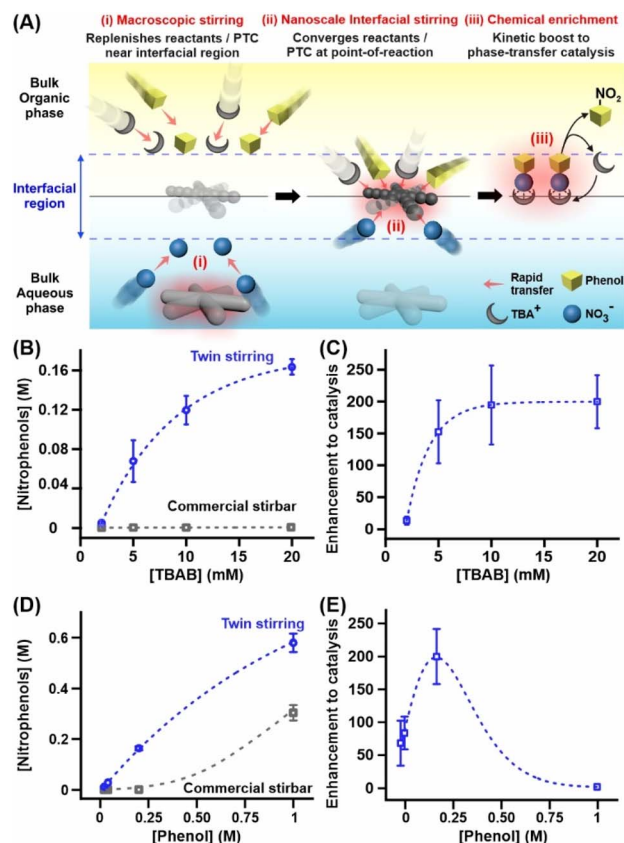 (A)
(i) Macroscopic stirring
Replenishes reactants / PTC
near interfacial region
(ii) Nanoscale Interfacial stirring
Converges reactants /
PTC at point-of-reaction
(iii) Chemical enrichment
Kinetic boost to
phase-transfer catalysis
Bulk
Organic
phase
Interfacial
region
Bulk
Aqueous
phase
(i)
(ii)
(iii)
NO2
Rapid
transfer
Phenol
TBA+
NO3−
(B)
Twin stirring
Commercial stirbar
[Nitrophenols] (M)
0.16
0.12
0.08
0.04
0
0 5 10 15 20
[TBAB] (mM)
(C)
Enhancement to catalysis
250
200
150
100
50
0
0 5 10 15 20
[TBAB] (mM)
(D)
Twin stirring
Commercial stirbar
[Nitrophenols] (M)
0.6
0.4
0.2
0
0 0.25 0.50 0.75 1
[Phenol] (M)
(E)
Enhancement to catalysis
250
200
150
100
50
0
0 0.25 0.50 0.75 1
[Phenol] (M)